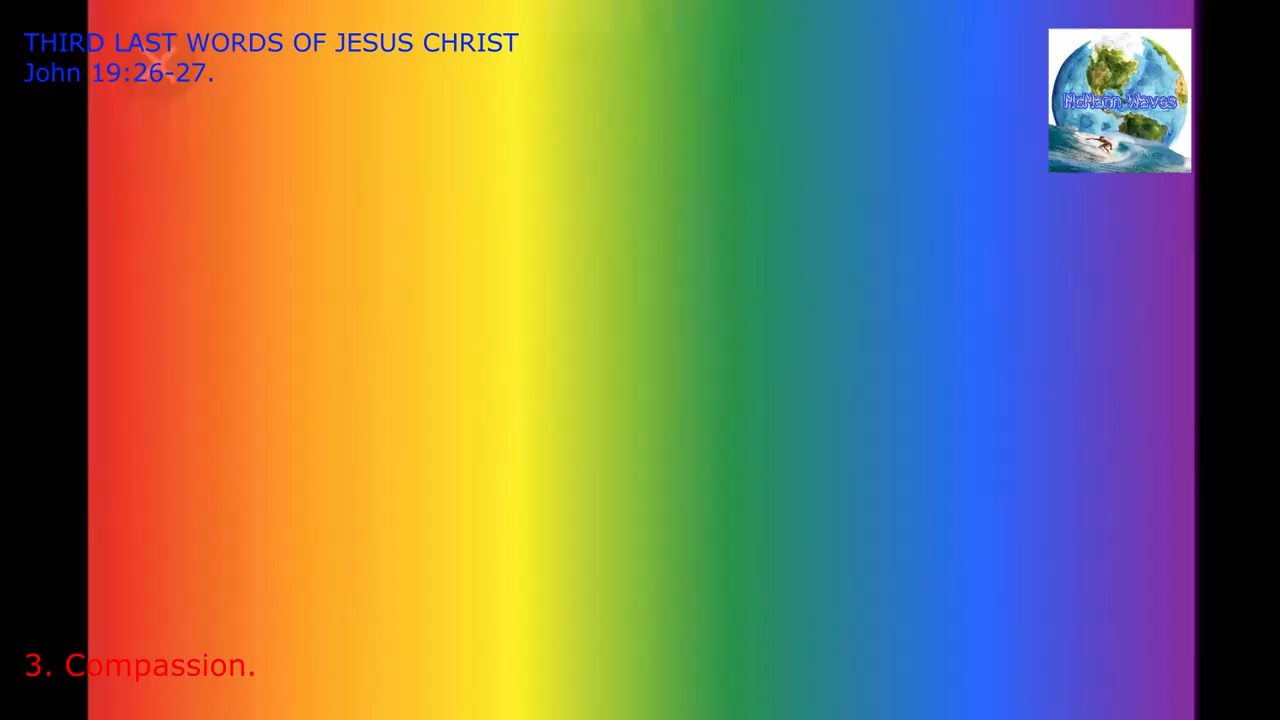 THIRD LAST WORDS OF JESUS CHRIST
John 19:26-27.
McMann Waves
3. Compassion.